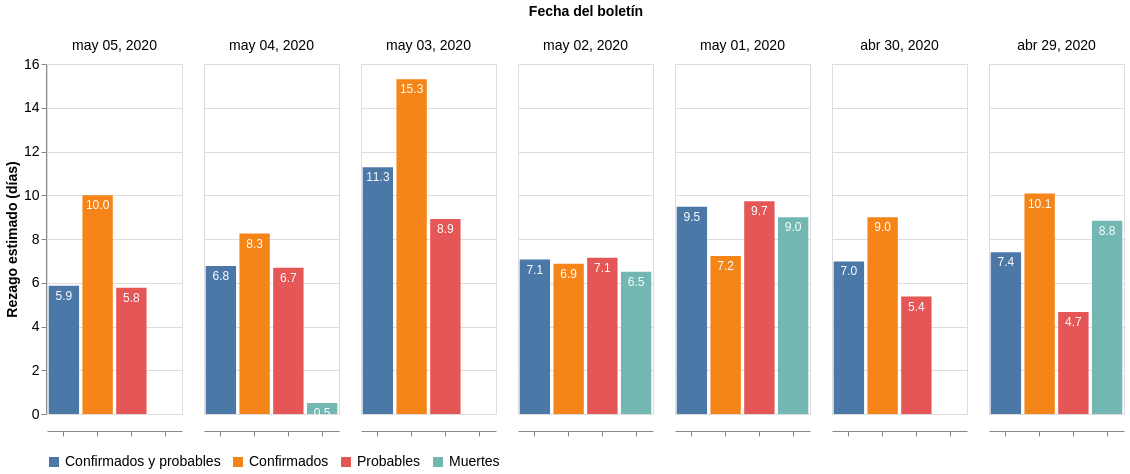 Fecha del boletín
may 05, 2020 may 04, 2020 may 03, 2020 may 02, 2020 may 01, 2020 abr 30, 2020 abr 29, 2020
Rezago estimado (días)
16
14
12
10
8
6
4
2
0
5.9 10.0 5.8
6.8 8.3 6.7 0.5
11.3 15.3 8.9
7.1 6.9 7.1 6.5
9.5 7.2 9.7 9.0
7.0 9.0 5.4
7.4 10.1 4.7 8.8
Confirmados y probables Confirmados Probables Muertes